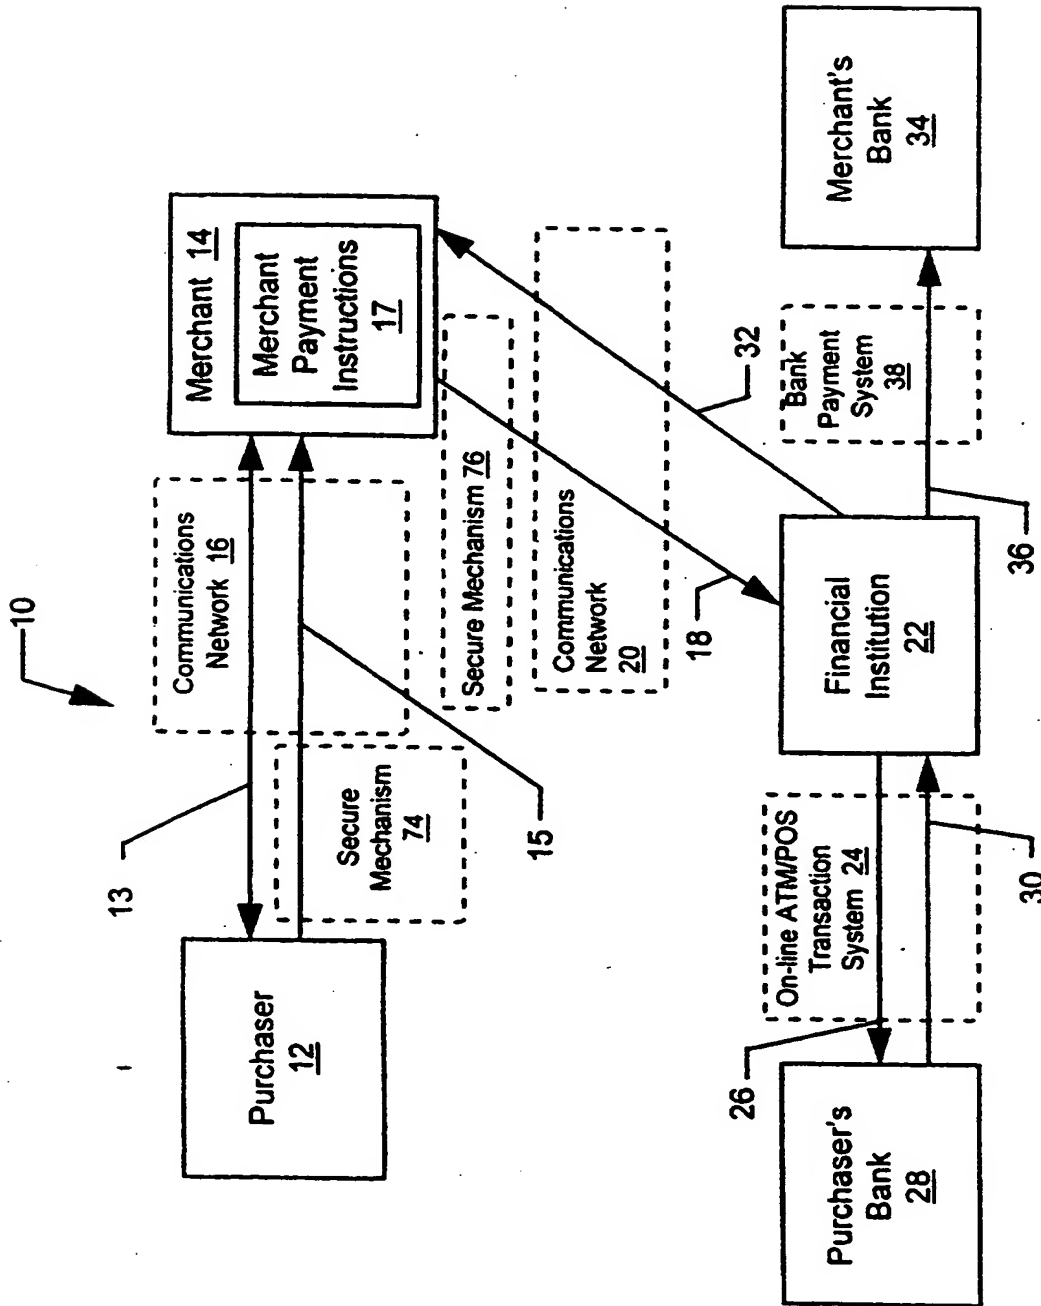 10
13
Communications
Network 16
Merchant 14
Merchant
Payment
Instructions
17
Purchaser
12
Secure
Mechanism
74
15
Secure Mechanism 76
Communications
Network
20
18
32
26
On-line ATM/POS
Transaction
System 24
Bank
Payment
System
38
Purchaser's
Bank
28
30
Financial
Institution
22
36
Merchant's
Bank
34